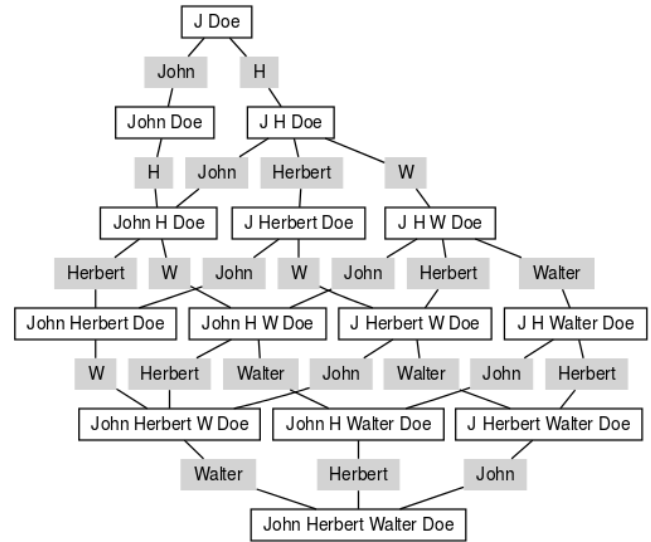 J Doe
John H
John Doe J H Doe
H John Herbert W
John H Doe J Herbert Doe J H W Doe
Herbert W John W John Herbert Walter
John Herbert Doe John H W Doe J Herbert W Doe J H Walter Doe
W Herbert Walter John Walter John Herbert
John Herbert W Doe John H Walter Doe J Herbert Walter Doe
Walter Herbert John
John Herbert Walter Doe